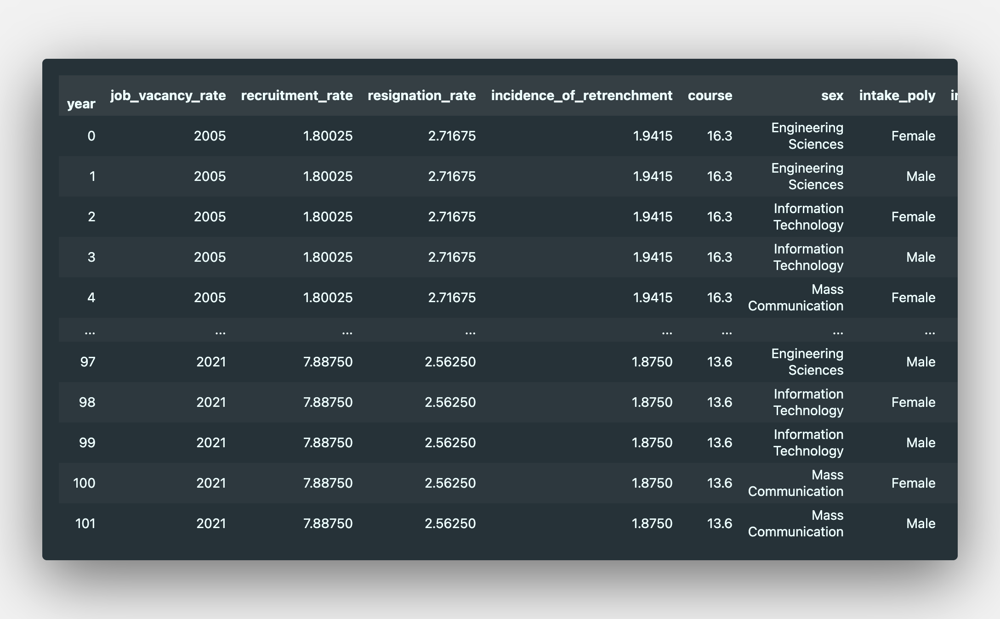 year job_vacancy_rate recruitment_rate resignation_rate incidence_of_retrenchment course sex intake_poly
0 2005 1.80025 2.71675 1.9415 16.3 Engineering Sciences Female
1 2005 1.80025 2.71675 1.9415 16.3 Engineering Sciences Male
2 2005 1.80025 2.71675 1.9415 16.3 Information Technology Female
3 2005 1.80025 2.71675 1.9415 16.3 Information Technology Male
4 2005 1.80025 2.71675 1.9415 16.3 Mass Communication Female
... ... ... ... ... ... ... ...
97 2021 7.88750 2.56250 1.8750 13.6 Engineering Sciences Male
98 2021 7.88750 2.56250 1.8750 13.6 Information Technology Female
99 2021 7.88750 2.56250 1.8750 13.6 Information Technology Male
100 2021 7.88750 2.56250 1.8750 13.6 Mass Communication Female
101 2021 7.88750 2.56250 1.8750 13.6 Mass Communication Male